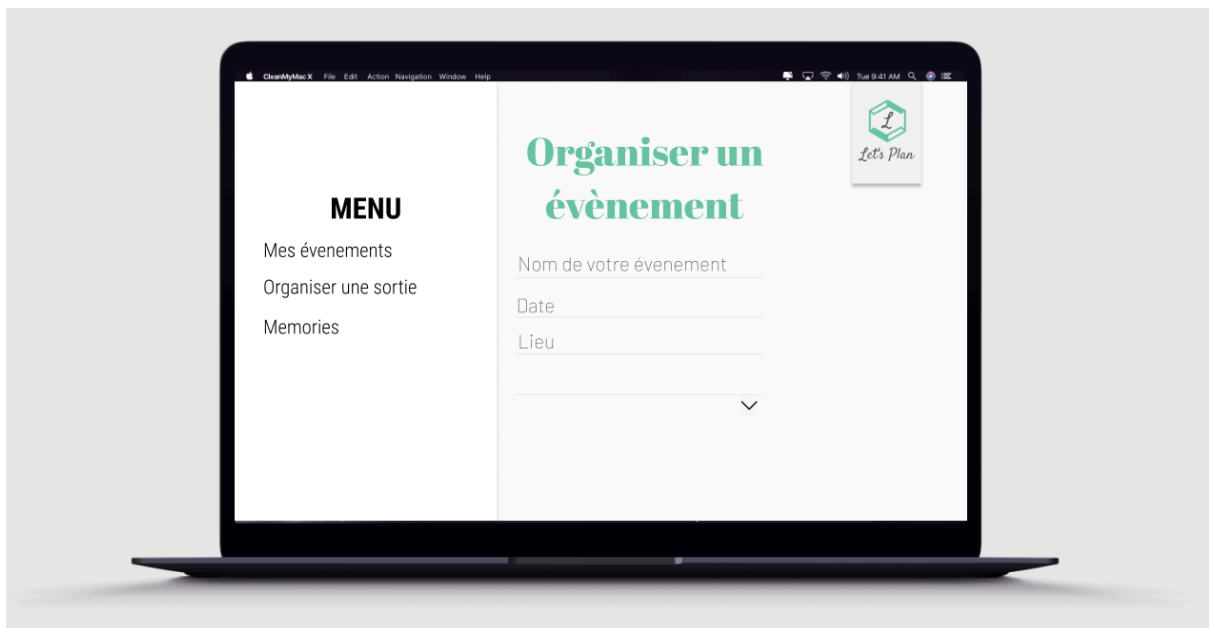 CleanMyMac X File Edit Action Navigation Window Help
Tue 9:41 AM
L
Let's Plan
MENU
Mes évenements
Organiser une sortie
Memories
Organiser un
évènement
Nom de votre évenement
Date
Lieu